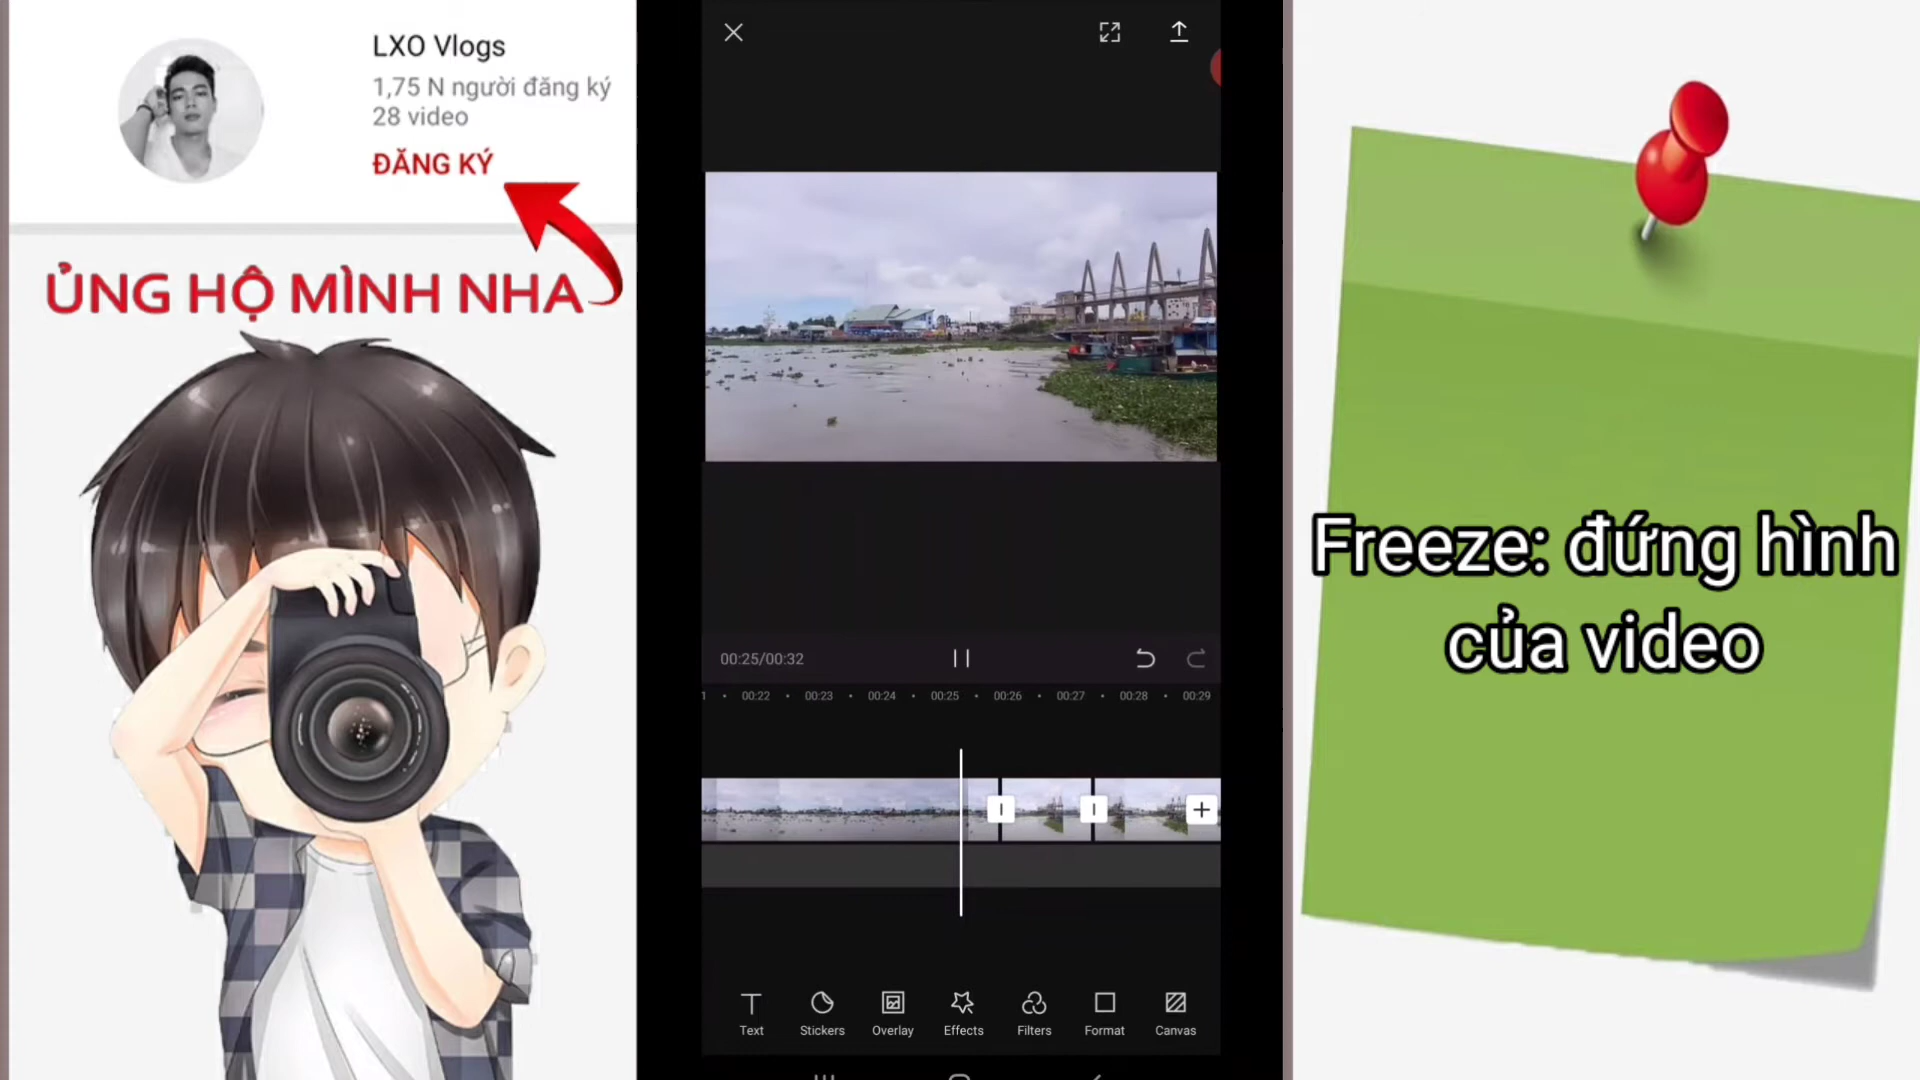 LXO Vlogs
1,75 N người đăng ký
28 video
ĐĂNG KÝ
ỦNG HỘ MÌNH NHA
00:25/00:32
00:22 00:23 00:24 00:25 00:26 00:27 00:28 00:29
Text Stickers Overlay Effects Filters Format Canvas
Freeze: đứng hình
của video